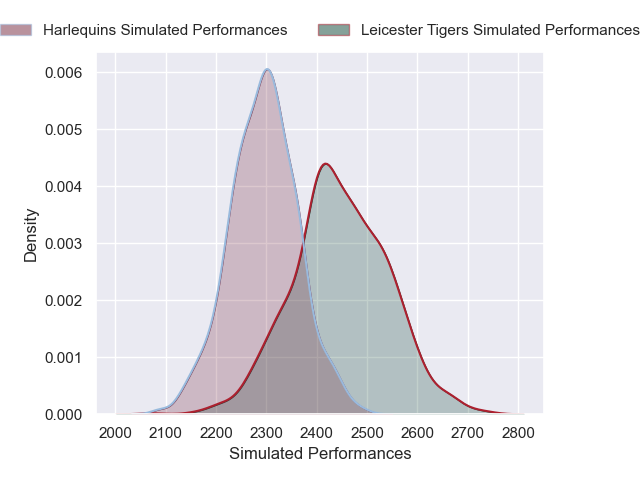 Harlequins Simulated Performances
Leicester Tigers Simulated Performances
0.006
0.005
0.004
0.003
0.002
0.001
0.000
Density
2000 2100 2200 2300 2400 2500 2600 2700 2800
Simulated Performances